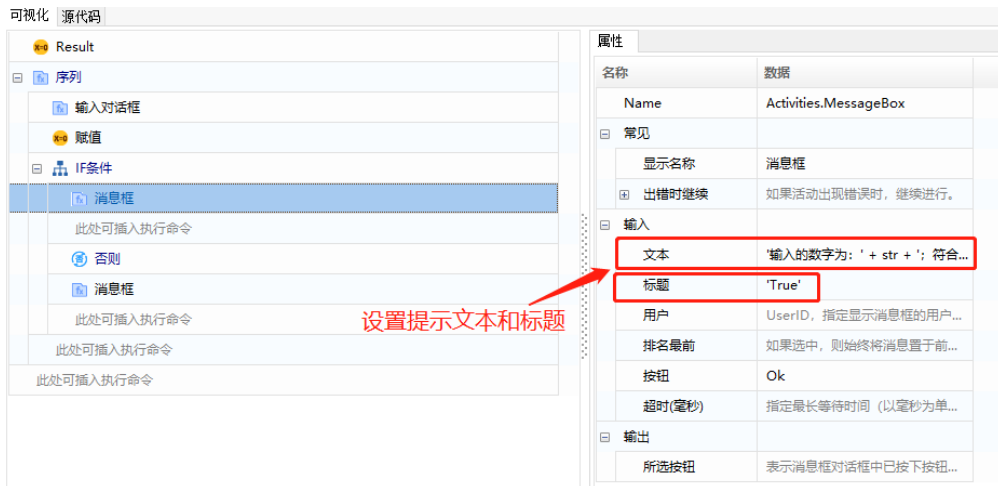 可视化 源代码
Result
序列
输入对话框
赋值
IF条件
消息框
此处可插入执行命令
否则
消息框
此处可插入执行命令
此处可插入执行命令
此处可插入执行命令
设置提示文本和标题
属性
名称 数据
Name Activities.MessageBox
常见
显示名称 消息框
出错时继续 如果活动出现错误时，继续进行。
输入
文本 '输入的数字为：' + str + '；符合...
标题 'True'
用户 UserID，指定显示消息框的用户...
排名最前 如果选中，则始终将消息置于前...
按钮 Ok
超时(毫秒) 指定最长等待时间（以毫秒为单...
输出
所选按钮 表示消息框对话框中已按下按钮...